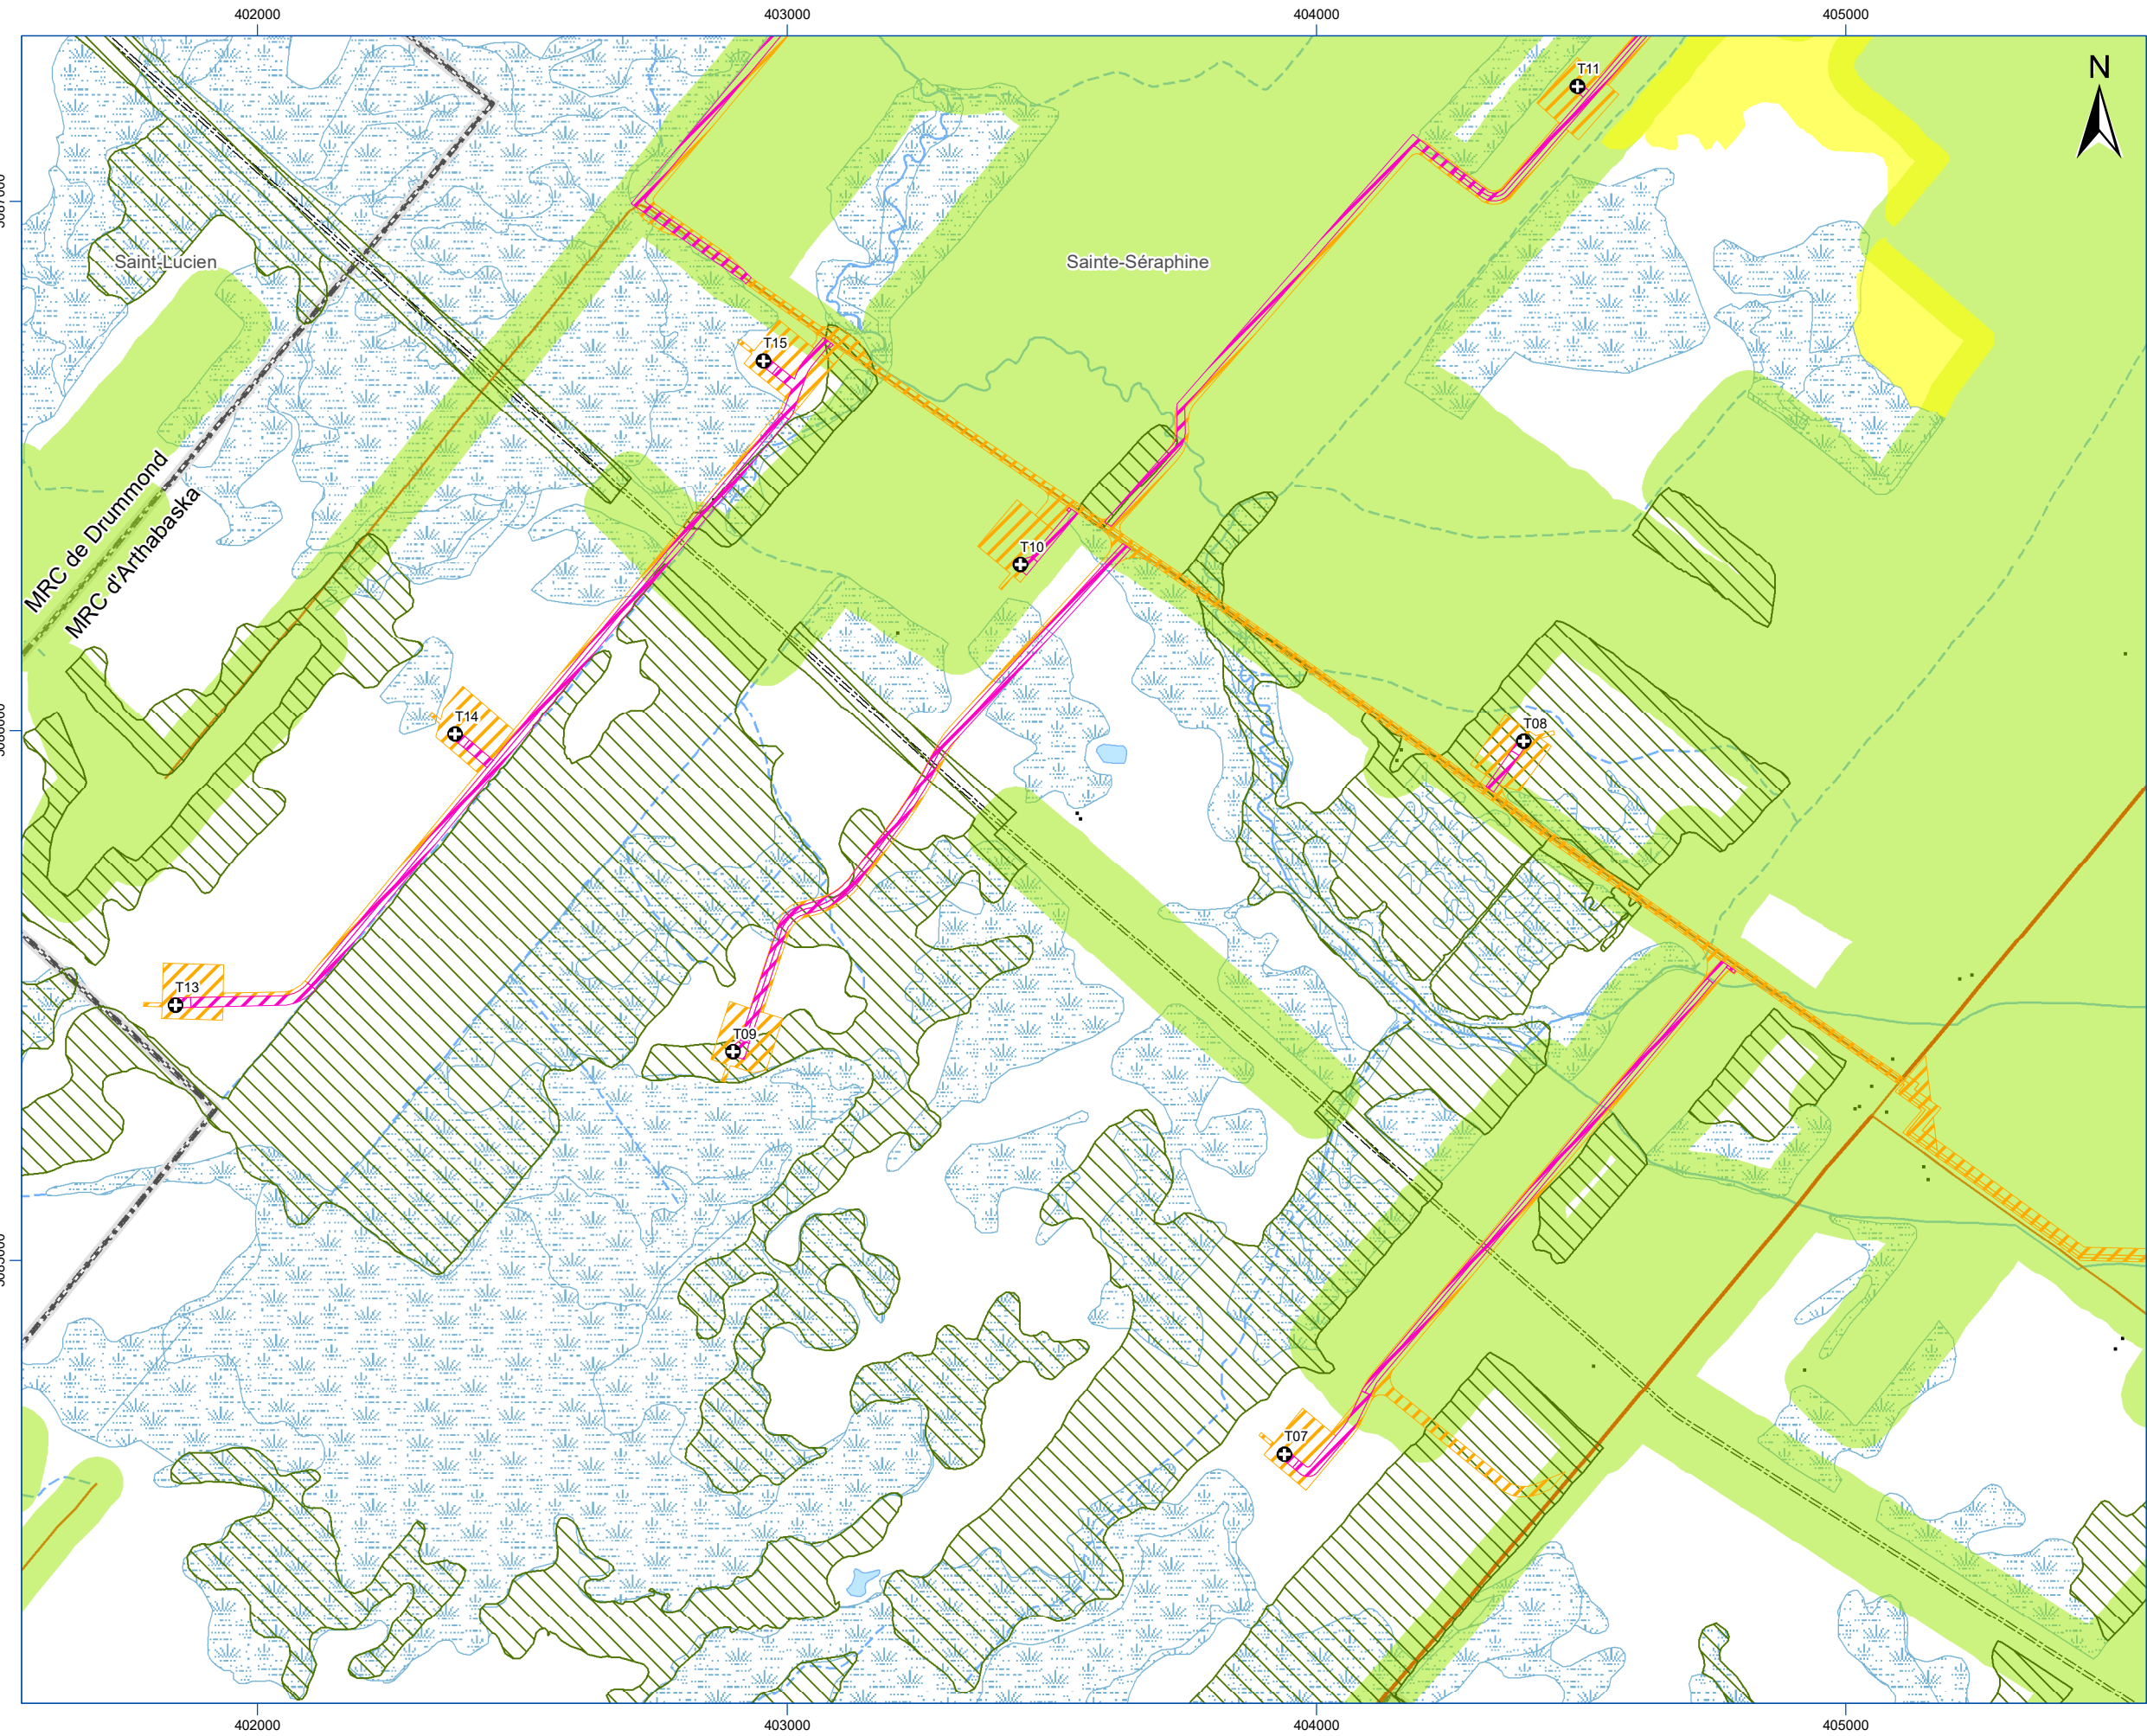 402000 403000 404000 405000
N
T11
Saint-Lucien
Sainte-Séraphine
T15
MRC de Drummond
MRC d'Arthabaska
T10
T14
T08
T13
T09
T07
402000 403000 404000 405000